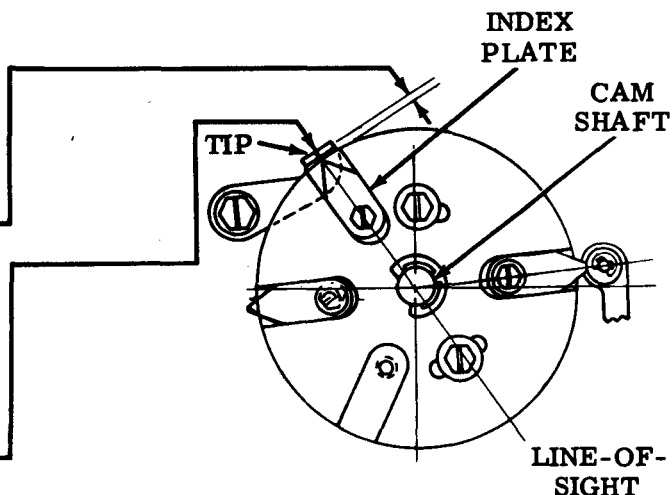 INDEX
PLATE
CAM
SHAFT
TIP
LINE-OF-
SIGHT